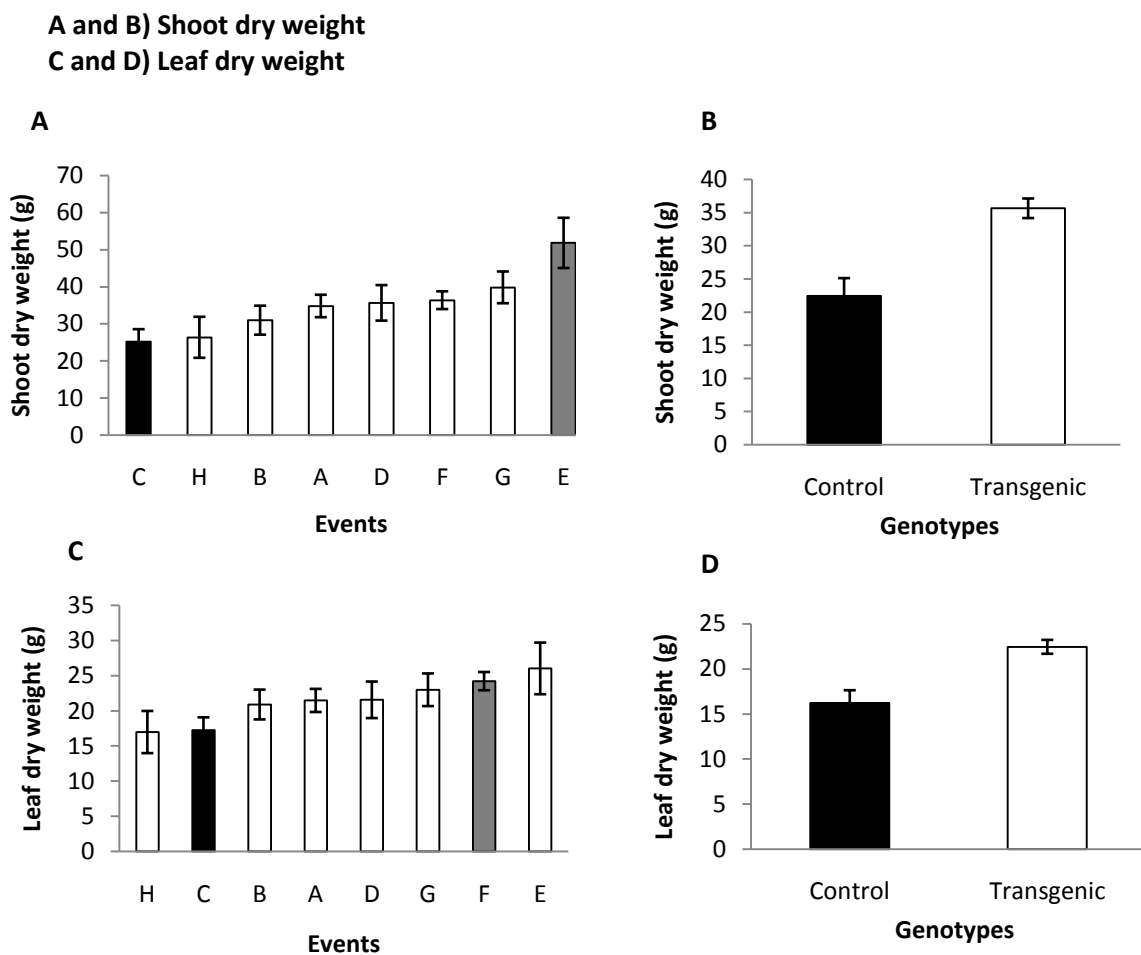 A and B) Shoot dry weight
C and D) Leaf dry weight
A
Shoot dry weight (g)
70
60
50
40
30
20
10
0
C H B A D F G E
Events
B
Shoot dry weight (g)
40
35
30
25
20
15
10
5
0
Control Transgenic
Genotypes
C
Leaf dry weight (g)
35
30
25
20
15
10
5
0
H C B A D G F E
Events
D
Leaf dry weight (g)
25
20
15
10
5
0
Control Transgenic
Genotypes